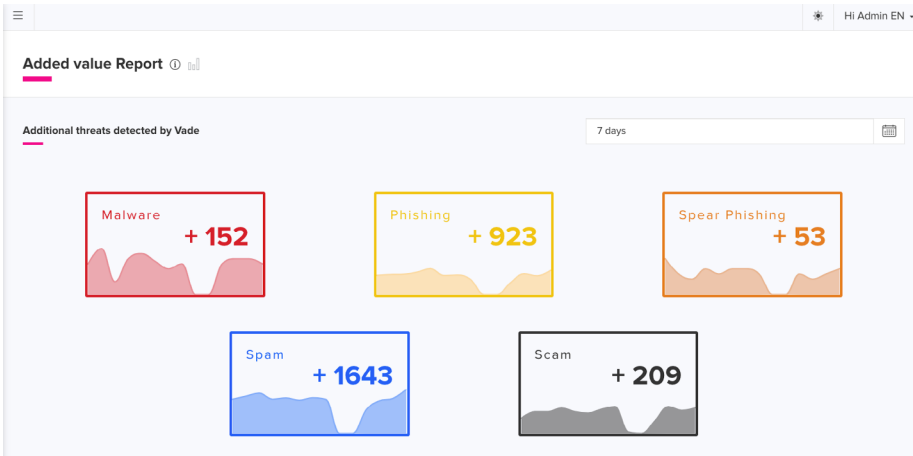 Hi Admin EN
Added value Report
Additional threats detected by Vade
7 days
Malware
+ 152
Phishing
+ 923
Spear Phishing
+ 53
Spam
+ 1643
Scam
+ 209